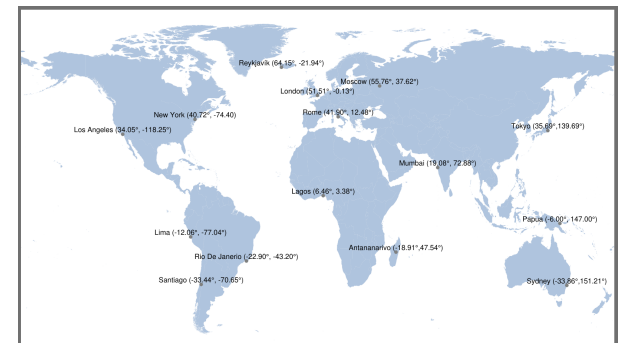 Reykjavík (64.15°, -21.94°)
Moscow (55.76°, 37.62°)
London (51.51°, -0.13°)
Rome (41.90°, 12.48°)
New York (40.72°, -74.40)
Los Angeles (34.05°, -118.25°)
Tokyo (35.69°,139.69°)
Mumbai (19.08°, 72.88°)
Lagos (6.46°, 3.38°)
Papua (-6.00°, 147.00°)
Lima (-12.06°, -77.04°)
Antananarivo (-18.91°,47.54°)
Rio De Janerio (-22.90°, -43.20°)
Santiago (-33.44°, -70.65°)
Sydney (-33.86°,151.21°)